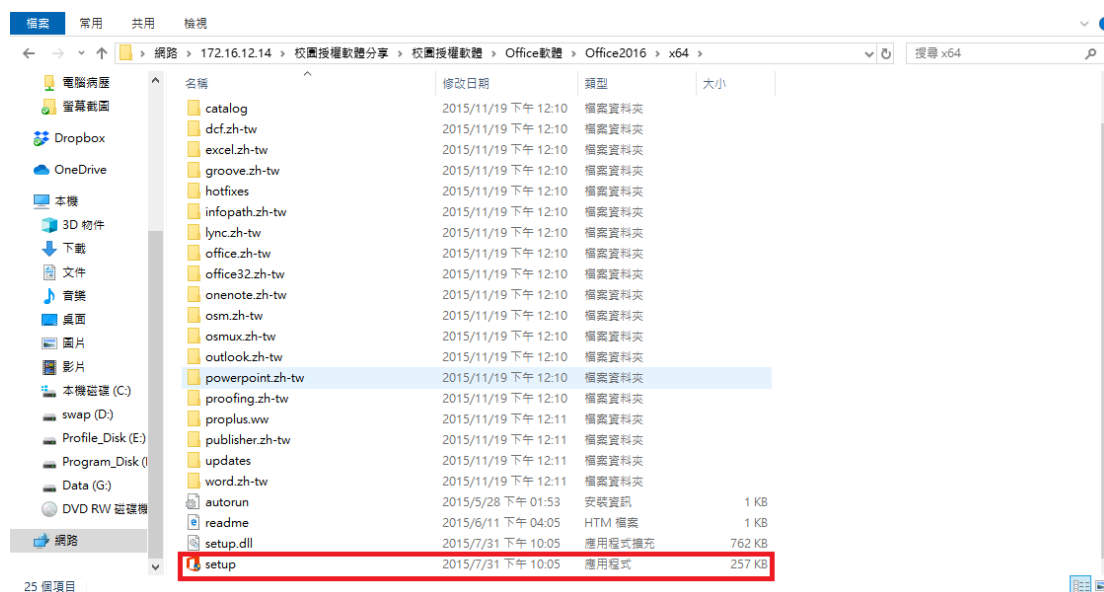 檔案 常用 共用 檢視
網路 > 172.16.12.14 > 校園授權軟體分享 > 校園授權軟體 > Office軟體 > Office2016 > x64 >
搜尋 x64
電腦病歷
螢幕截圖
Dropbox
OneDrive
本機
3D 物件
下載
文件
音樂
桌面
圖片
影片
本機磁碟 (C:)
swap (D:)
Profile_Disk (E:)
Program_Disk (
Data (G:)
DVD RW 磁碟機
網路
名稱 修改日期 類型 大小
catalog 2015/11/19 下午 12:10 檔案資料夾
dcf.zh-tw 2015/11/19 下午 12:10 檔案資料夾
excel.zh-tw 2015/11/19 下午 12:10 檔案資料夾
groove.zh-tw 2015/11/19 下午 12:10 檔案資料夾
hotfixes 2015/11/19 下午 12:10 檔案資料夾
infopath.zh-tw 2015/11/19 下午 12:10 檔案資料夾
lync.zh-tw 2015/11/19 下午 12:10 檔案資料夾
office.zh-tw 2015/11/19 下午 12:10 檔案資料夾
office32.zh-tw 2015/11/19 下午 12:10 檔案資料夾
onenote.zh-tw 2015/11/19 下午 12:10 檔案資料夾
osm.zh-tw 2015/11/19 下午 12:10 檔案資料夾
osmux.zh-tw 2015/11/19 下午 12:10 檔案資料夾
outlook.zh-tw 2015/11/19 下午 12:10 檔案資料夾
powerpoint.zh-tw 2015/11/19 下午 12:10 檔案資料夾
proofing.zh-tw 2015/11/19 下午 12:10 檔案資料夾
proplus.ww 2015/11/19 下午 12:11 檔案資料夾
publisher.zh-tw 2015/11/19 下午 12:11 檔案資料夾
updates 2015/11/19 下午 12:11 檔案資料夾
word.zh-tw 2015/11/19 下午 12:11 檔案資料夾
autorun 2015/5/28 下午 01:53 安裝資訊 1 KB
readme 2015/6/11 下午 04:05 HTM 檔案 1 KB
setup.dll 2015/7/31 下午 10:05 應用程式擴充 762 KB
setup 2015/7/31 下午 10:05 應用程式 257 KB
25 個項目